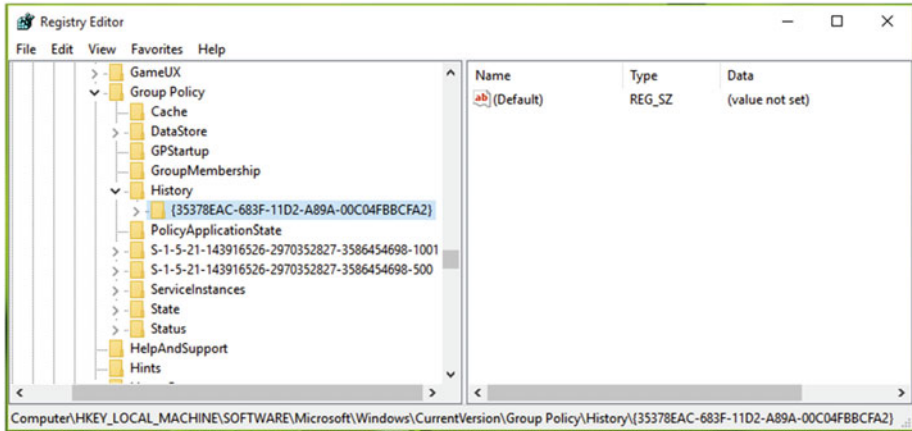 Registry Editor
File Edit View Favorites Help
GameUX
Group Policy
Cache
DataStore
GPStartup
GroupMembership
History
{35378EAC-683F-11D2-A89A-00C04FBBCFA2}
PolicyApplicationState
S-1-5-21-143916526-2970352827-3586454698-1001
S-1-5-21-143916526-2970352827-3586454698-500
ServiceInstances
State
Status
HelpAndSupport
Hints
Name Type Data
ab (Default) REG_SZ (value not set)
Computer\HKEY_LOCAL_MACHINE\SOFTWARE\Microsoft\Windows\CurrentVersion\Group Policy\History\{35378EAC-683F-11D2-A89A-00C04FBBCFA2}